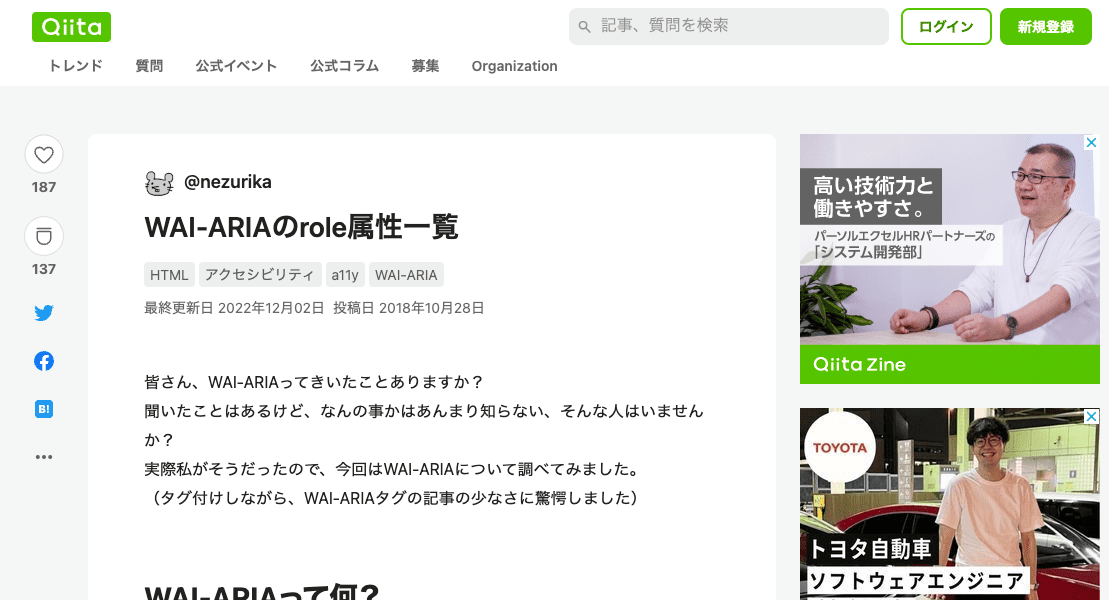 Qiita
記事、質問を検索
ログイン
新規登録
トレンド
質問
公式イベント
公式コラム
募集
Organization
187
137
B!
@nezurika
WAI-ARIAのrole属性一覧
HTML
アクセシビリティ
a11y
WAI-ARIA
最終更新日 2022年12月02日 投稿日 2018年10月28日
皆さん、WAI-ARIAってきいたことありますか？
聞いたことはあるけど、なんの事かはあんまり知らない、そんな人はいません
か？
実際私がそうだったので、今回はWAI-ARIAについて調べてみました。
（タグ付けしながら、WAI-ARIAタグの記事の少なさに驚愕しました）
WAI-ARIAって何？
高い技術力と
働きやすさ。
パーソルエクセルHRパートナーズの
「システム開発部」
Qiita Zine
TOYOTA
トヨタ自動車
ソフトウェアエンジニア